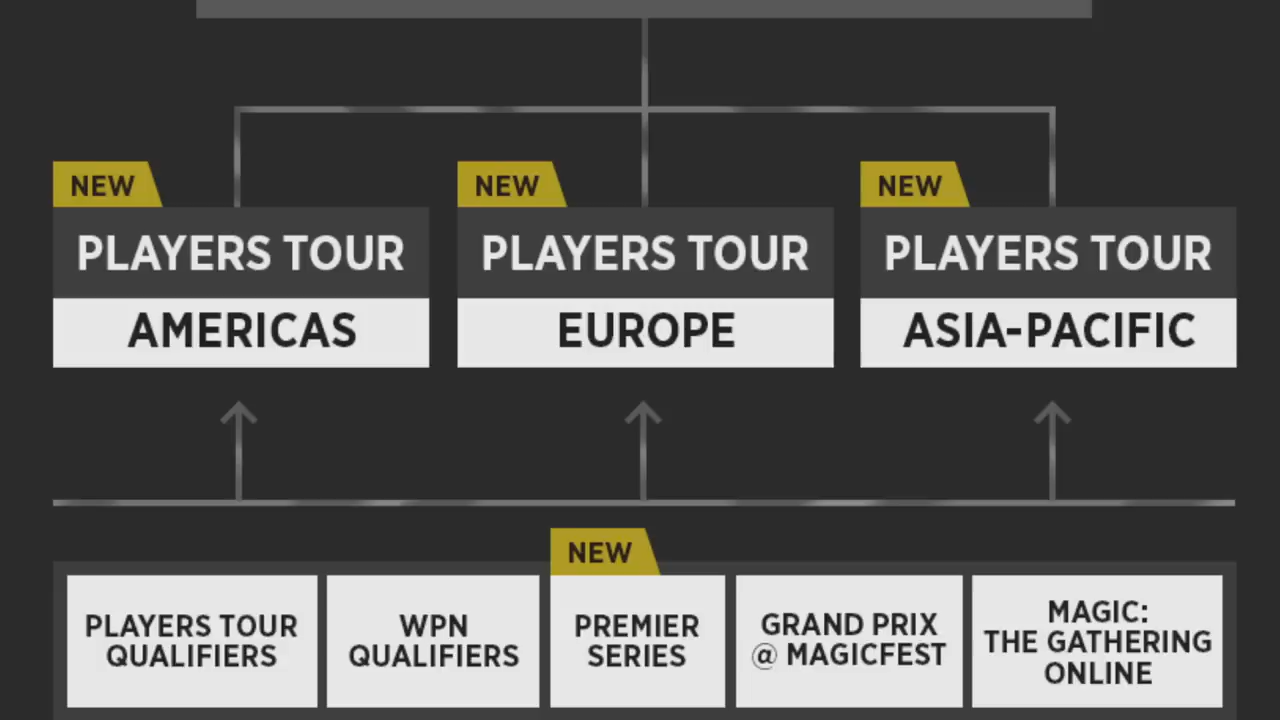 NEW
PLAYERS TOUR
AMERICAS
NEW
PLAYERS TOUR
EUROPE
NEW
PLAYERS TOUR
ASIA-PACIFIC
PLAYERS TOUR
QUALIFIERS
WPN
QUALIFIERS
NEW
PREMIER
SERIES
GRAND PRIX
@ MAGICFEST
MAGIC:
THE GATHERING
ONLINE